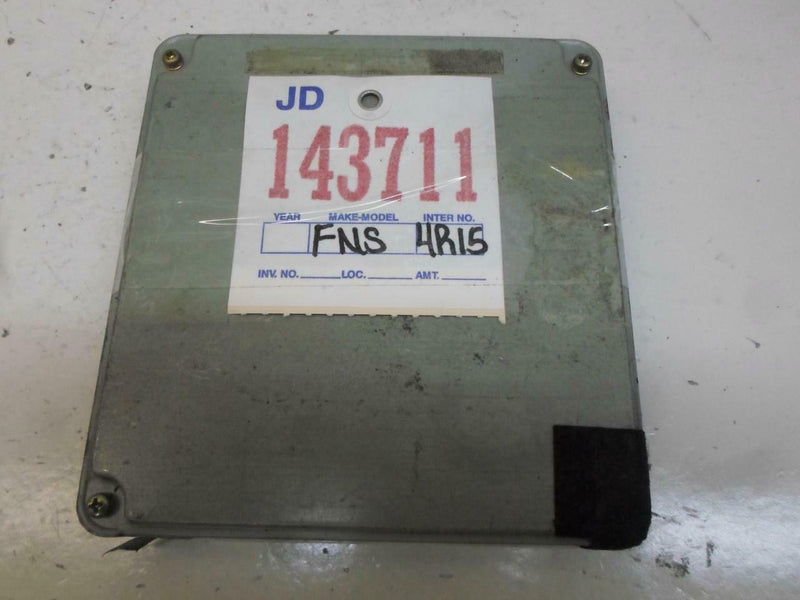 JD
143711
YEAR MAKE-MODEL INTER NO.
FNS 4R15
INV. NO. LOC. AMT.